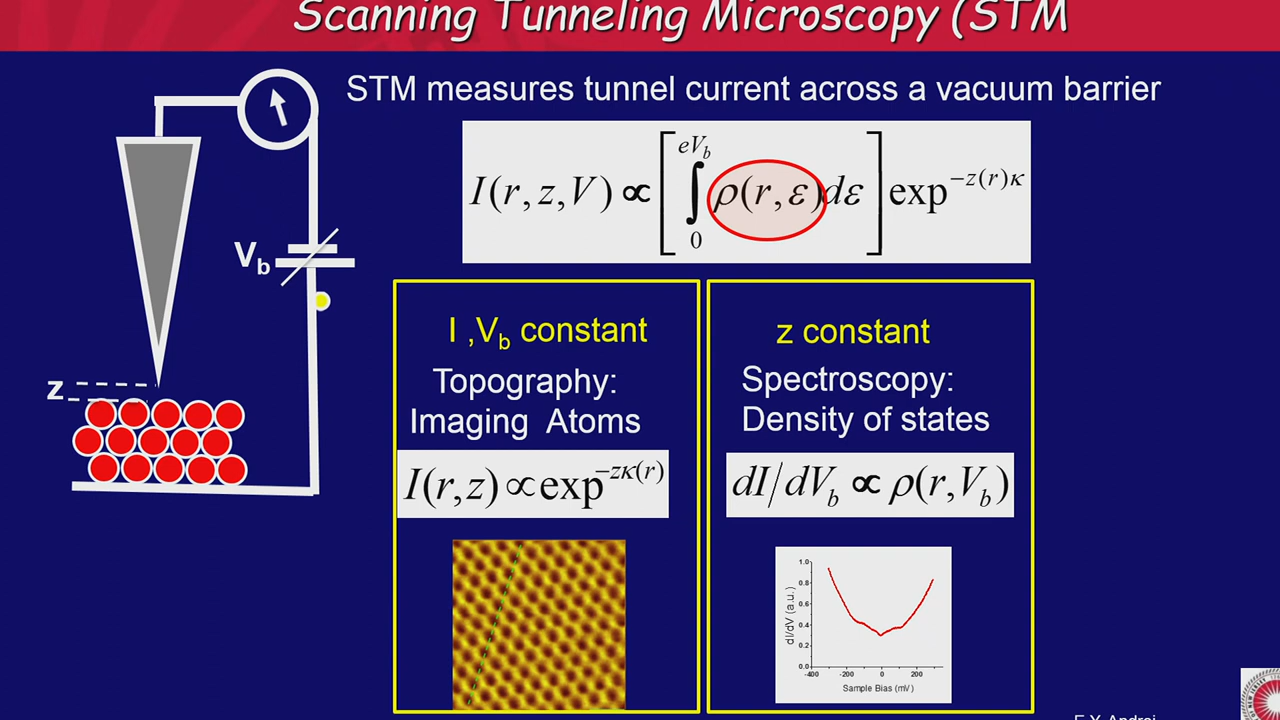 Scanning Tunneling Microscopy (STM
STM measures tunnel current across a vacuum barrier
I(r, z, V) ∝ [ ∫₀^{eV_b} ρ(r, ε)dε ] exp^{−z(r)κ}
V_b
z
I ,V_b constant
Topography:
Imaging Atoms
I(r,z) ∝ exp^{−zκ(r)}
z constant
Spectroscopy:
Density of states
dI/dV_b ∝ ρ(r,V_b)
dI/dV (a.u.)
1.0
0.8
0.6
0.4
0.2
0.0
-400 -200 0 200
Sample Bias (mV)
E.Y. Andrei